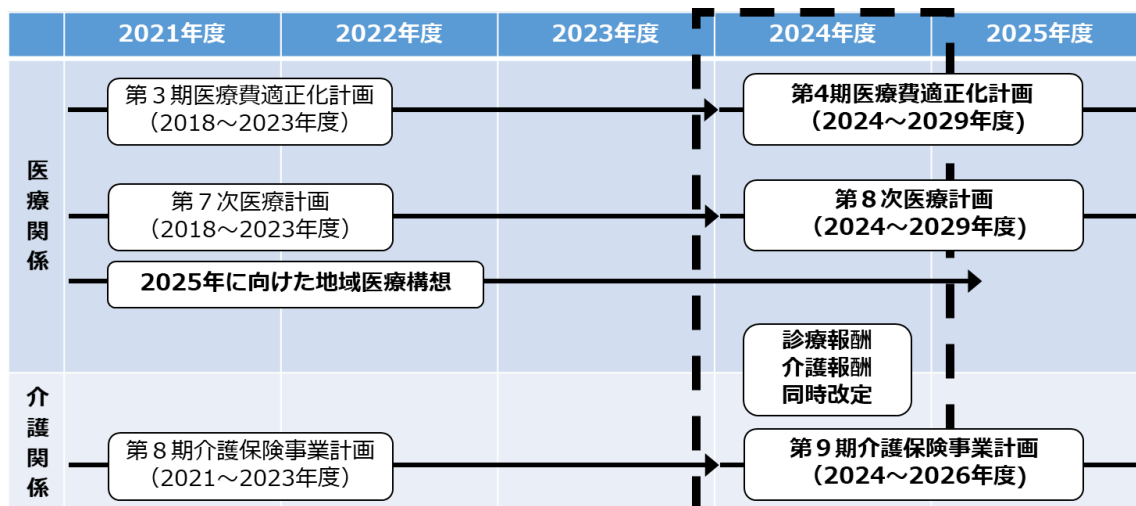 2021年度
2022年度
2023年度
2024年度
2025年度
医療関係
第３期医療費適正化計画
（2018～2023年度）
第4期医療費適正化計画
（2024～2029年度)
第７次医療計画
（2018～2023年度）
第８次医療計画
（2024～2029年度)
2025年に向けた地域医療構想
診療報酬
介護報酬
同時改定
介護関係
第８期介護保険事業計画
（2021～2023年度）
第９期介護保険事業計画
（2024～2026年度)